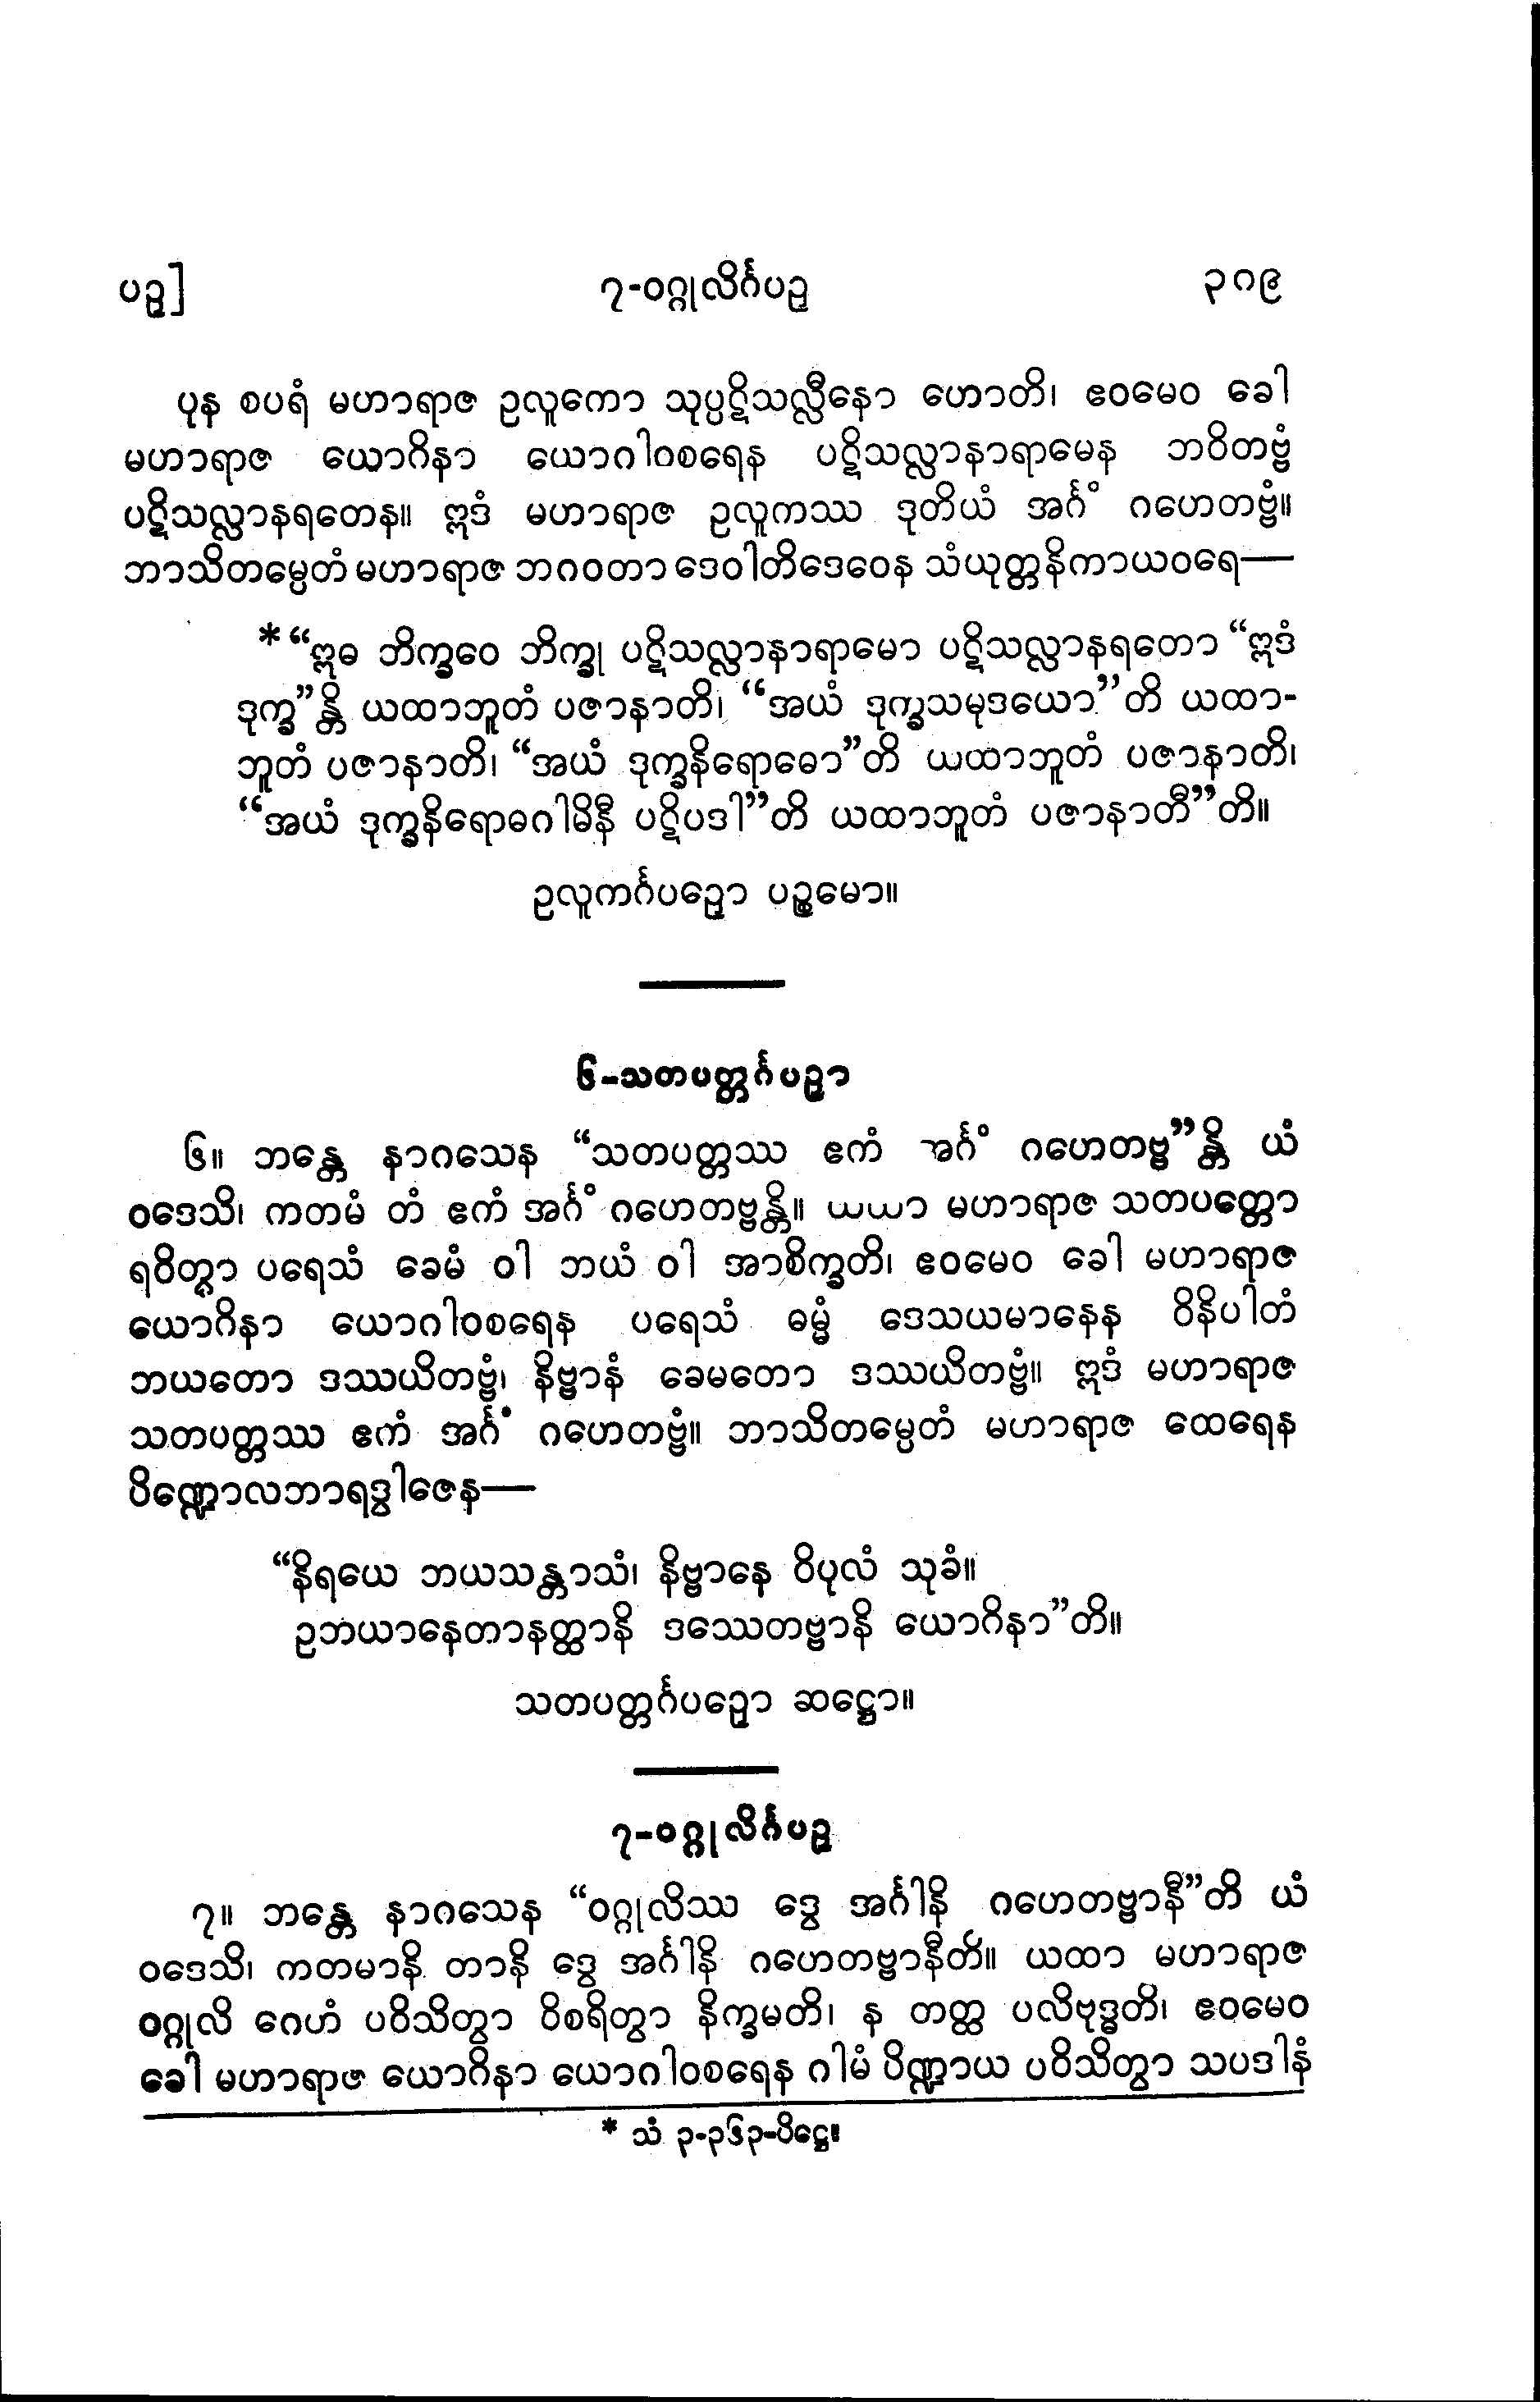 ပဉှ]
၇-ဝဂ္ဂုလိင်္ဂပဉှ
၃၈၉
ပုန စပရံ မဟာရာဇ ဥလူကော သုပ္ပဋိသလ္လီနော ဟောတိ၊ ဧဝမေဝ ခေါ
မဟာရာဇ ယောဂိနာ ယောဂါဝစရေန ပဋိသလ္လာနာရာမေန ဘဝိတဗ္ဗံ
ပဋိသလ္လာနရတေန။ ဣဒံ မဟာရာဇ ဥလူကဿ ဒုတိယံ အင်္ဂံ ဂဟေတဗ္ဗံ။
ဘာသိတမ္ပေတံ မဟာရာဇ ဘဂဝတာ ဒေဝါတိဒေဝေန သံယုတ္တနိကာယဝရေ—
*“ဣဓ ဘိက္ခဝေ ဘိက္ခု ပဋိသလ္လာနာရာမော ပဋိသလ္လာနရတော “ဣဒံ
ဒုက္ခ”န္တိ ယထာဘူတံ ပဇာနာတိ၊ “အယံ ဒုက္ခသမုဒယော”တိ ယထာ-
ဘူတံ ပဇာနာတိ၊ “အယံ ဒုက္ခနိရောဓော”တိ ယထာဘူတံ ပဇာနာတိ၊
“အယံ ဒုက္ခနိရောဓဂါမိနီ ပဋိပဒါ”တိ ယထာဘူတံ ပဇာနာတီ”တိ။
ဥလူကင်္ဂပဉှော ပဉ္စမော။
၆-သတပတ္တင်္ဂပဉှာ
၆။ ဘန္တေ နာဂသေန “သတပတ္တဿ ဧကံ အင်္ဂံ ဂဟေတဗ္ဗ”န္တိ ယံ
ဝဒေသိ၊ ကတမံ တံ ဧကံ အင်္ဂံ ဂဟေတဗ္ဗန္တိ။ ယယာ မဟာရာဇ သတပတ္တော
ရဝိတွာ ပရေသံ ခေမံ ဝါ ဘယံ ဝါ အာစိက္ခတိ၊ ဧဝမေဝ ခေါ မဟာရာဇ
ယောဂိနာ ယောဂါဝစရေန ပရေသံ ဓမ္မံ ဒေသယမာနေန ဝိနိပါတံ
ဘယတော ဒဿယိတဗ္ဗံ၊ နိဗ္ဗာနံ ခေမတော ဒဿယိတဗ္ဗံ။ ဣဒံ မဟာရာဇ
သတပတ္တဿ ဧကံ အင်္ဂံ ဂဟေတဗ္ဗံ။ ဘာသိတမ္ပေတံ မဟာရာဇ ထေရေန
ပိဏ္ဍောလဘာရဒွါဇေန—
“နိရယေ ဘယသန္တာသံ၊ နိဗ္ဗာနေ ဝိပုလံ သုခံ။
ဥဘယာနေတာနတ္ထာနိ ဒဿေတဗ္ဗာနိ ယောဂိနာ”တိ။
သတပတ္တင်္ဂပဉှော ဆဋ္ဌော။
၇-ဝဂ္ဂုလိင်္ဂပဉှ
၇။ ဘန္တေ နာဂသေန “ဝဂ္ဂုလိဿ ဒွေ အင်္ဂါနိ ဂဟေတဗ္ဗာနီ”တိ ယံ
ဝဒေသိ၊ ကတမာနိ တာနိ ဒွေ အင်္ဂါနိ ဂဟေတဗ္ဗာနီတိ။ ယထာ မဟာရာဇ
ဝဂ္ဂုလိ ဂေဟံ ပဝိသိတွာ ဝိစရိတွာ နိက္ခမတိ၊ န တတ္ထ ပလိဗုဒ္ဓတိ၊ ဧဝမေဝ
ခေါ မဟာရာဇ ယောဂိနာ ယောဂါဝစရေန ဂါမံ ပိဏ္ဍာယ ပဝိသိတွာ သပဒါနံ
* သံ ၃-၃၆၃-ပိဋ္ဌေ။